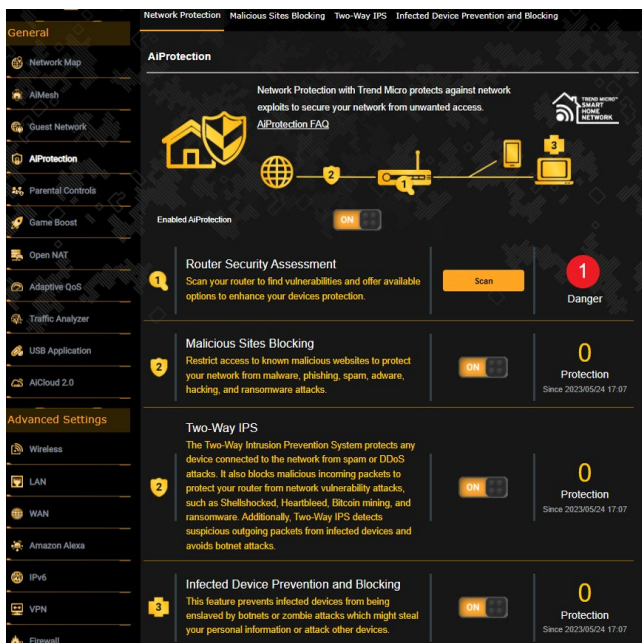 Network Protection Malicious Sites Blocking Two-Way IPS Infected Device Prevention and Blocking
General
Network Map
AiMesh
Guest Network
AiProtection
Parental Controls
Game Boost
Open NAT
Adaptive QoS
Traffic Analyzer
USB Application
AiCloud 2.0
Advanced Settings
Wireless
LAN
WAN
Amazon Alexa
IPv6
VPN
Firewall
AiProtection
Network Protection with Trend Micro protects against network
exploits to secure your network from unwanted access.
AiProtection FAQ
TREND MICRO™
SMART
HOME
NETWORK
2
1
3
Enabled AiProtection
ON
1
Router Security Assessment
Scan your router to find vulnerabilities and offer available
options to enhance your devices protection.
Scan
1
Danger
2
Malicious Sites Blocking
Restrict access to known malicious websites to protect
your network from malware, phishing, spam, adware,
hacking, and ransomware attacks.
ON
0
Protection
Since 2023/05/24 17:07
2
Two-Way IPS
The Two-Way Intrusion Prevention System protects any
device connected to the network from spam or DDoS
attacks. It also blocks malicious incoming packets to
protect your router from network vulnerability attacks,
such as Shellshocked, Heartbleed, Bitcoin mining, and
ransomware. Additionally, Two-Way IPS detects
suspicious outgoing packets from infected devices and
avoids botnet attacks.
ON
0
Protection
Since 2023/05/24 17:07
3
Infected Device Prevention and Blocking
This feature prevents infected devices from being
enslaved by botnets or zombie attacks which might steal
your personal information or attack other devices.
ON
0
Protection
Since 2023/05/24 17:07